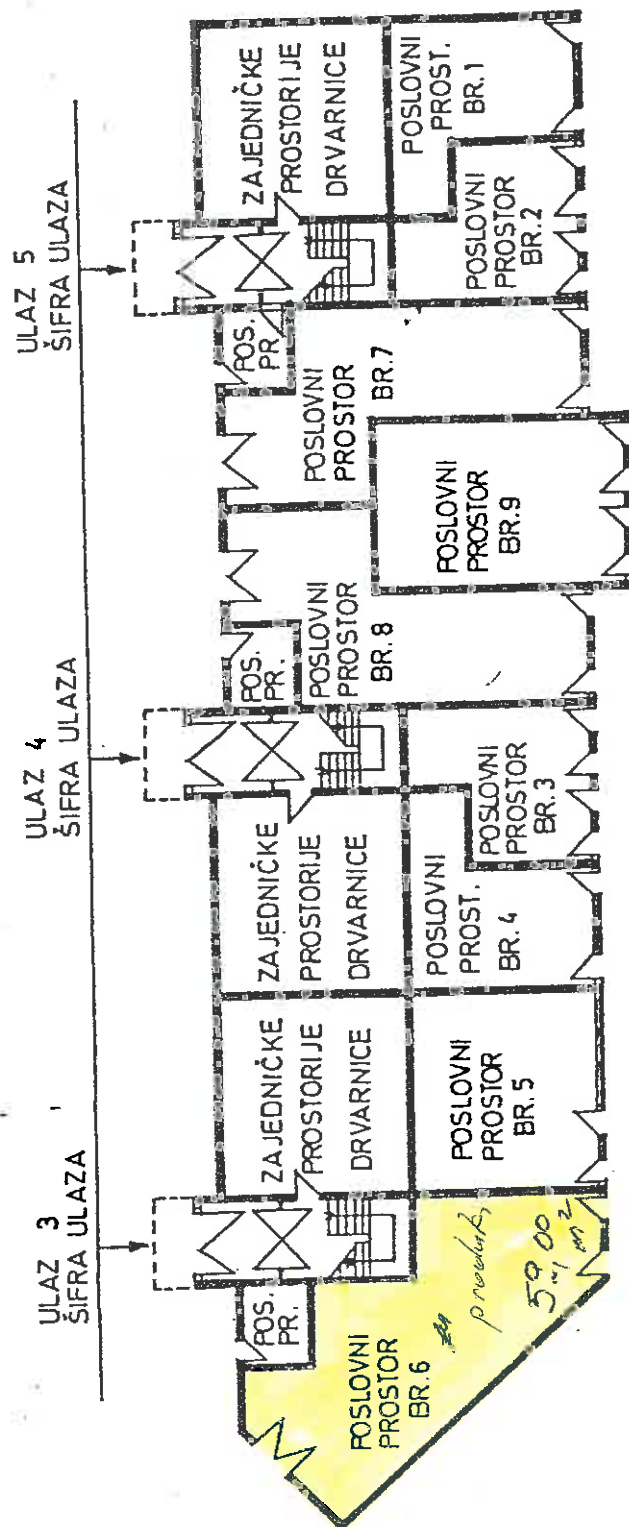 ULAZ 3
ŠIFRA ULAZA
ULAZ 4
ŠIFRA ULAZA
ULAZ 5
ŠIFRA ULAZA
POS.
PR.
POSLOVNI
PROSTOR
BR.6
produk,
59,00
m2
ZAJEDNIČKE
PROSTORIJE
DRVARNICE
POSLOVNI
PROSTOR
BR.5
ZAJEDNIČKE
PROSTORIJE
DRVARNICE
POSLOVNI
PROST.
BR.4
POSLOVNI
PROSTOR
BR.3
POS.
PR.
POSLOVNI
PROSTOR
BR.8
POSLOVNI
PROSTOR
BR.9
POSLOVNI
PROSTOR
BR.7
POS.
PR.
POSLOVNI
PROSTOR
BR.2
ZAJEDNIČKE
PROSTORIJE
DRVARNICE
POSLOVNI
PROST.
BR.1